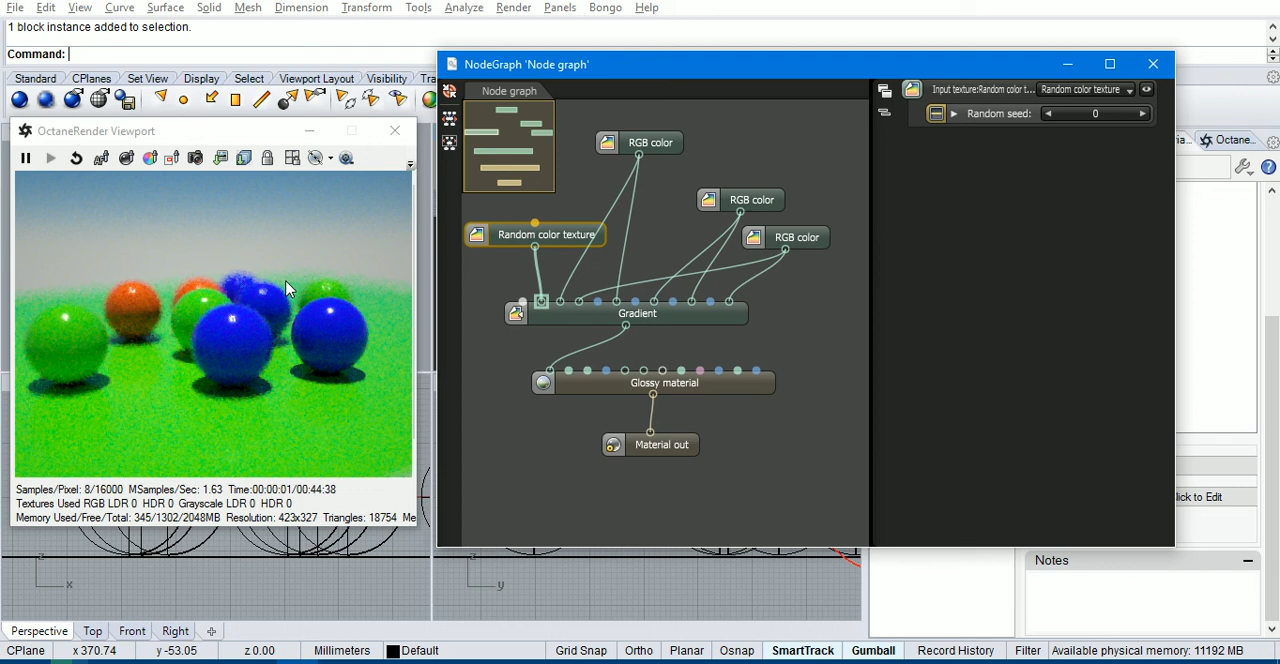 File Edit View Curve Surface Solid Mesh Dimension Transform Tools Analyze Render Panels Bongo Help
1 block instance added to selection.
Command:
Standard CPlanes Set View Display Select Viewport Layout Visibility Tra
OctaneRender Viewport
Samples/Pixel: 8/16000 MSamples/Sec: 1.63 Time:00:00:01/00:44:38
Textures Used RGB LDR 0 HDR 0 Grayscale LDR 0 HDR 0
Memory Used/Free/Total: 345/1302/2048MB Resolution: 423x327 Triangles: 18754 Me
NodeGraph 'Node graph'
Node graph
RGB color
RGB color
Random color texture
RGB color
Gradient
Glossy material
Material out
Input texture:Random color t... Random color texture
Random seed: 0
Octane...
lick to Edit
Notes
z x
z y
Perspective Top Front Right
CPlane x 370.74 y -53.05 z 0.00 Millimeters Default Grid Snap Ortho Planar Osnap SmartTrack Gumball Record History Filter Available physical memory: 11192 MB